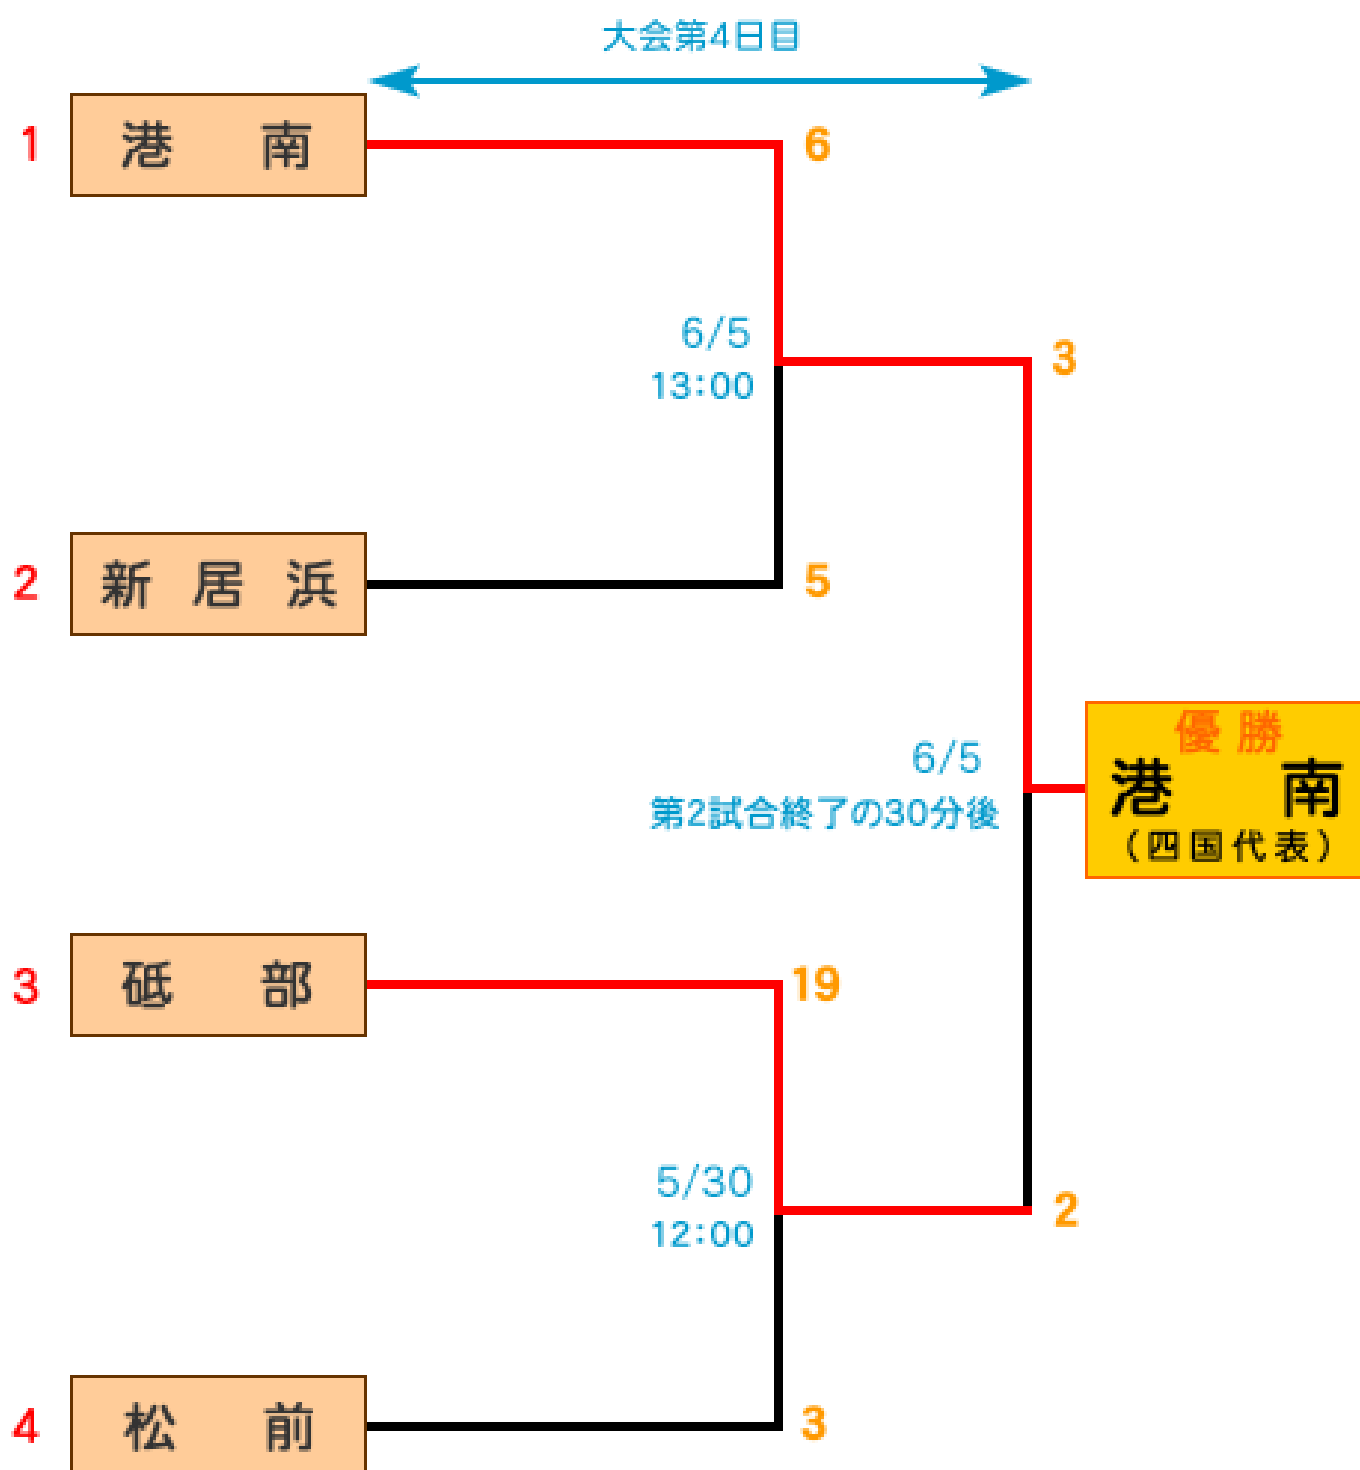 大会第4日目
1 港南 6
6/5
13:00
3
2 新居浜 5
優勝
港南
(四国代表)
6/5
第2試合終了の30分後
3 砥部 19
5/30
12:00
2
4 松前 3